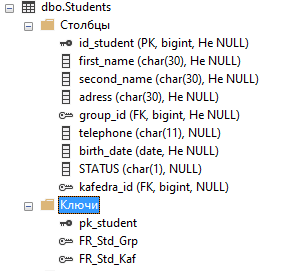 dbo.Students
Столбцы
id_student (PK, bigint, Не NULL)
first_name (char(30), Не NULL)
second_name (char(30), Не NULL)
adress (char(30), Не NULL)
group_id (FK, bigint, NULL)
telephone (char(11), NULL)
birth_date (date, Не NULL)
STATUS (char(1), NULL)
kafedra_id (FK, bigint, NULL)
Ключи
pk_student
FR_Std_Grp
FR_Std_Kaf